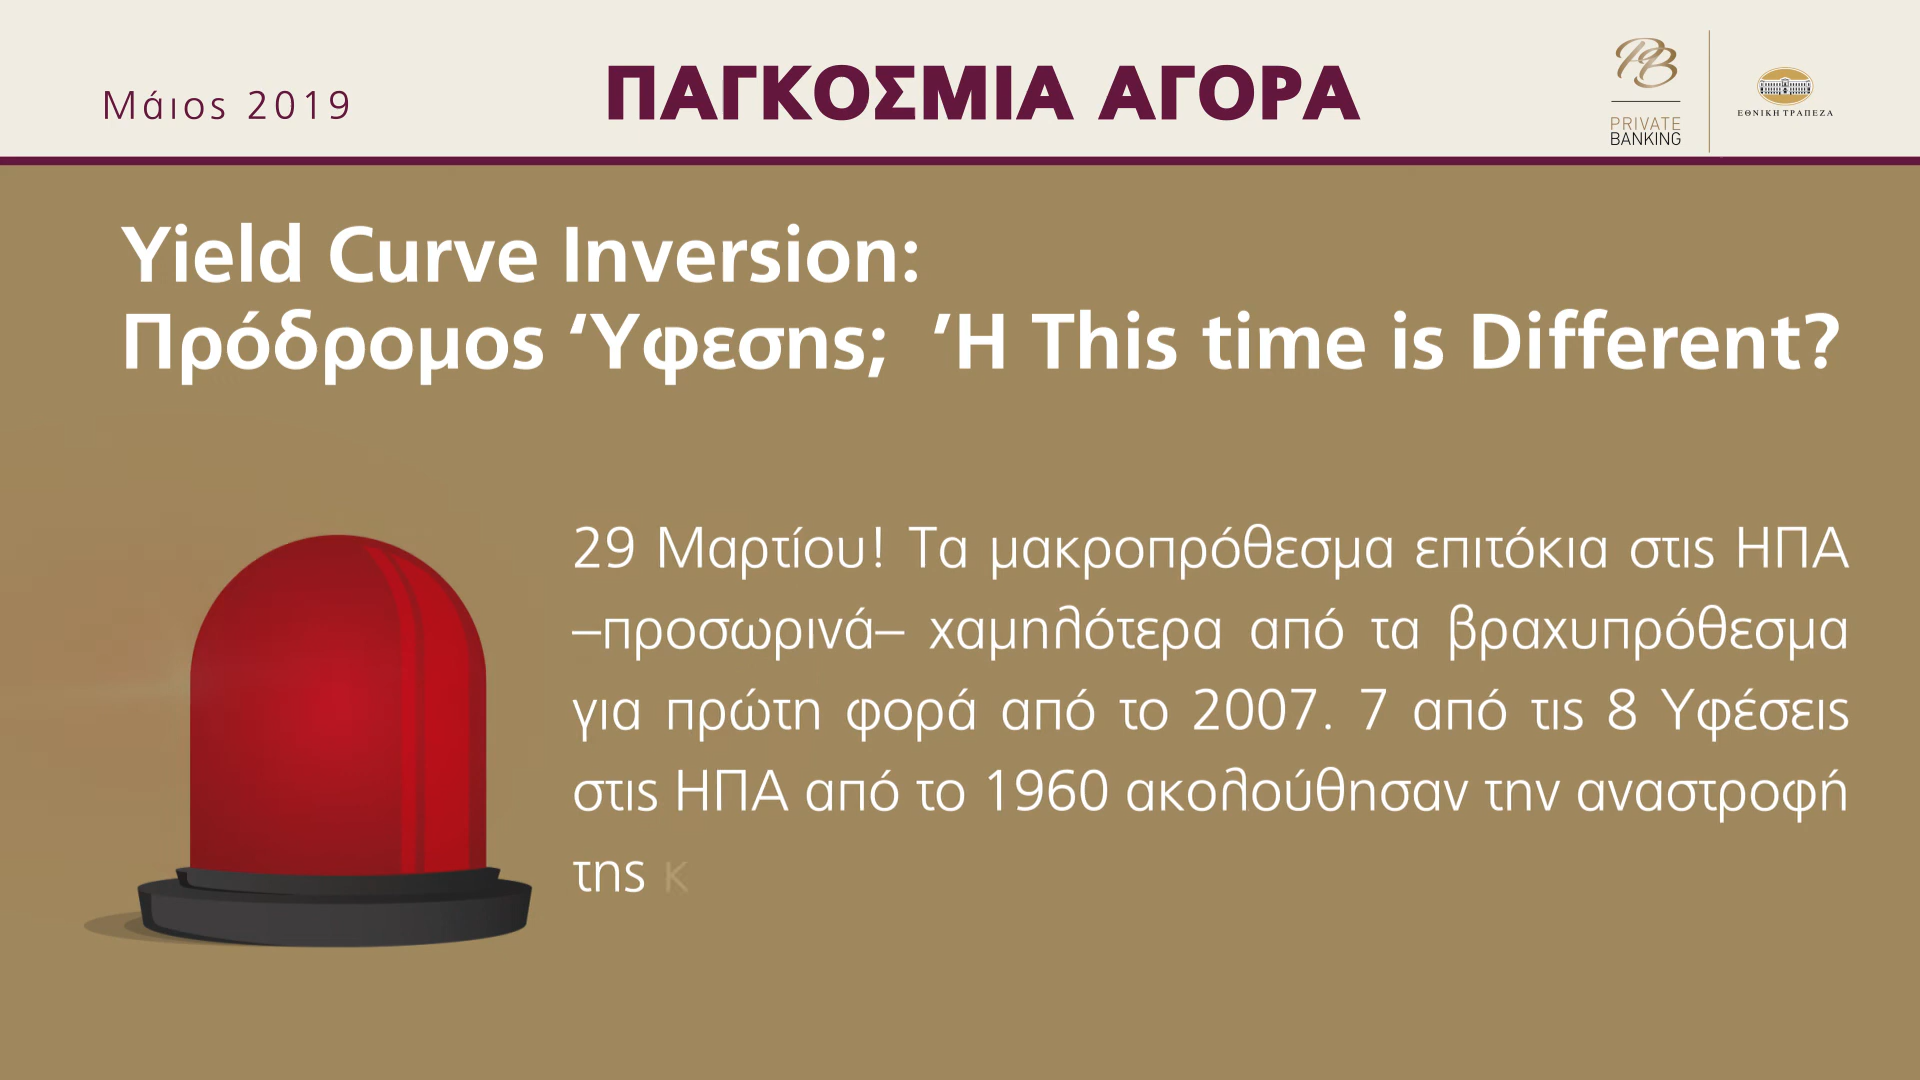 Μάιος 2019
ΠΑΓΚΟΣΜΙΑ ΑΓΟΡΑ
PB
PRIVATE
BANKING
ΕΘΝΙΚΗ ΤΡΑΠΕΖΑ
Yield Curve Inversion:
Πρόδρομος ‘Υφεσης;  ’Η This time is Different?
29 Μαρτίου! Τα μακροπρόθεσμα επιτόκια στις ΗΠΑ
–προσωρινά– χαμηλότερα από τα βραχυπρόθεσμα
για πρώτη φορά από το 2007. 7 από τις 8 Υφέσεις
στις ΗΠΑ από το 1960 ακολούθησαν την αναστροφή
της κ